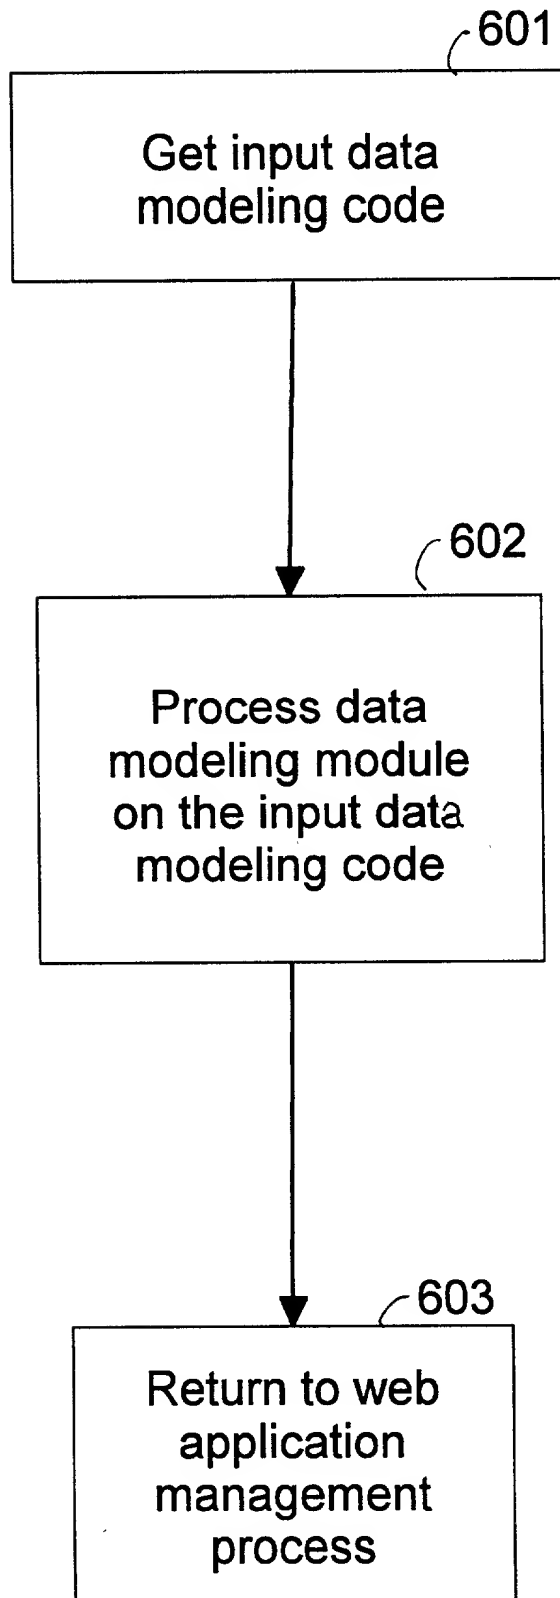 601
Get input data
modeling code
602
Process data
modeling module
on the input data
modeling code
603
Return to web
application
management
process